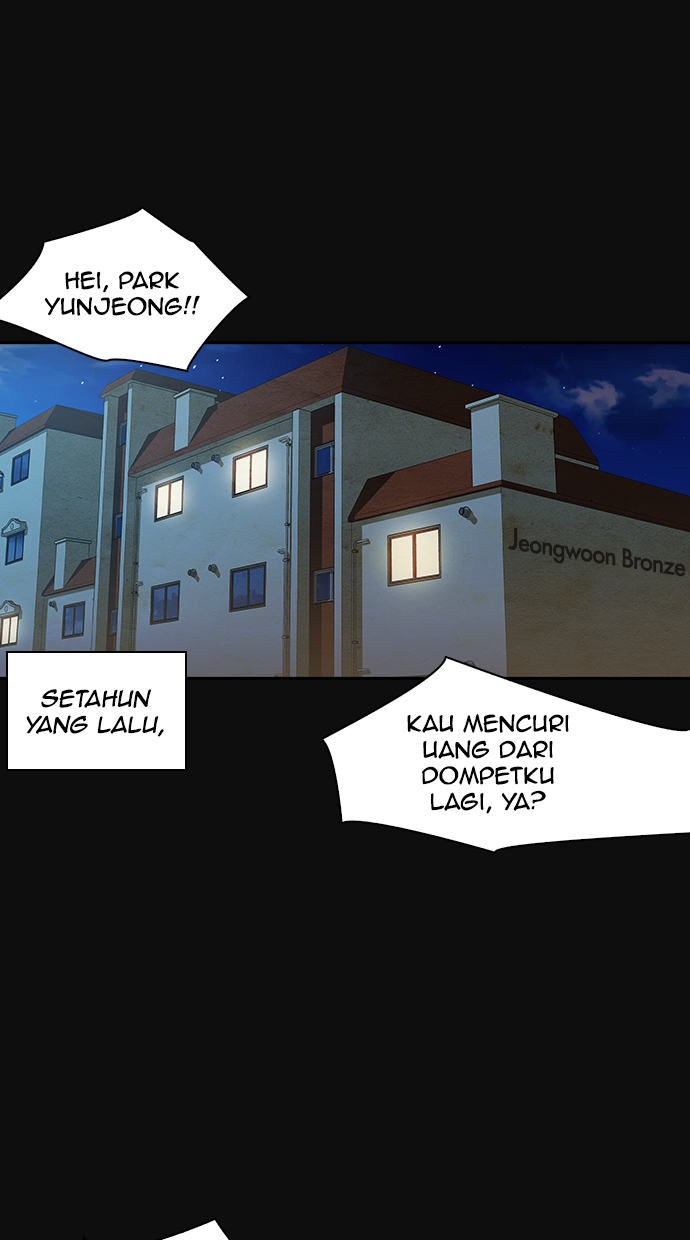 HEI, PARK
YUNJEONG!!
Jeongwoon Bronze
SETAHUN
YANG LALU,
KAU MENCURI
UANG DARI
DOMPETKU
LAGI, YA?